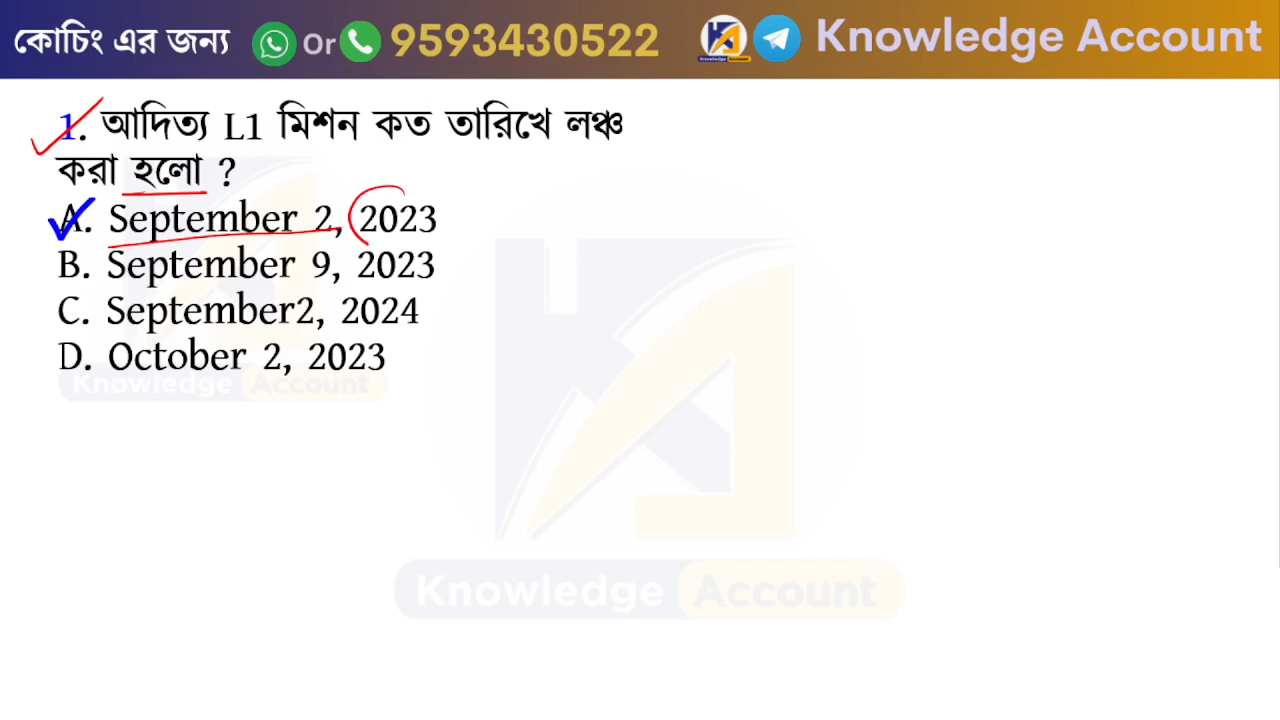 কোচিং এর জন্য Or 9593430522 Knowledge Account
1. আদিত্য L1 মিশন কত তারিখে লঞ্চ
করা হলো ?
A. September 2, 2023
B. September 9, 2023
C. September2, 2024
D. October 2, 2023
Knowledge Account
Knowledge Account